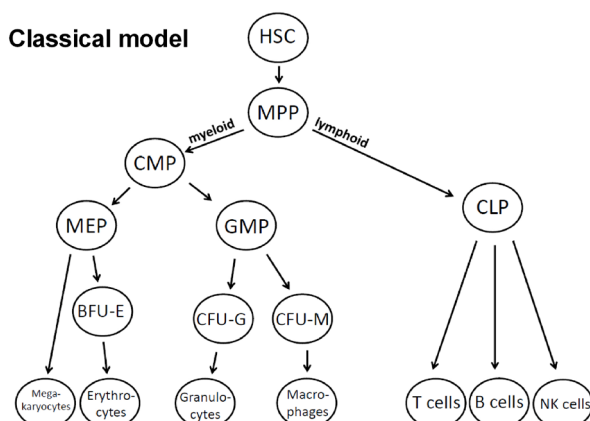 Classical model
HSC
MPP
myeloid
lymphoid
CMP
CLP
MEP
GMP
BFU-E
CFU-G
CFU-M
Mega-
karyocytes
Erythro-
cytes
Granulo-
cytes
Macro-
phages
T cells
B cells
NK cells